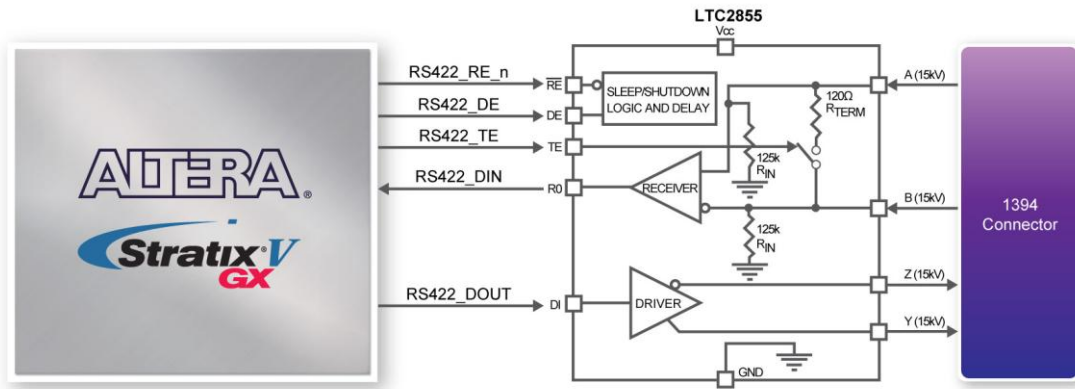 LTC2855
Vcc
RS422_RE_n
RE
SLEEP/SHUTDOWN
LOGIC AND DELAY
A (15kV)
120Ω
RTERM
RS422_DE
DE
RS422_TE
TE
125k
RIN
ALTERA®
RS422_DIN
R0
RECEIVER
B (15kV)
1394
Connector
125k
RIN
Stratix® V
GX
RS422_DOUT
DI
DRIVER
Z (15kV)
Y (15kV)
GND